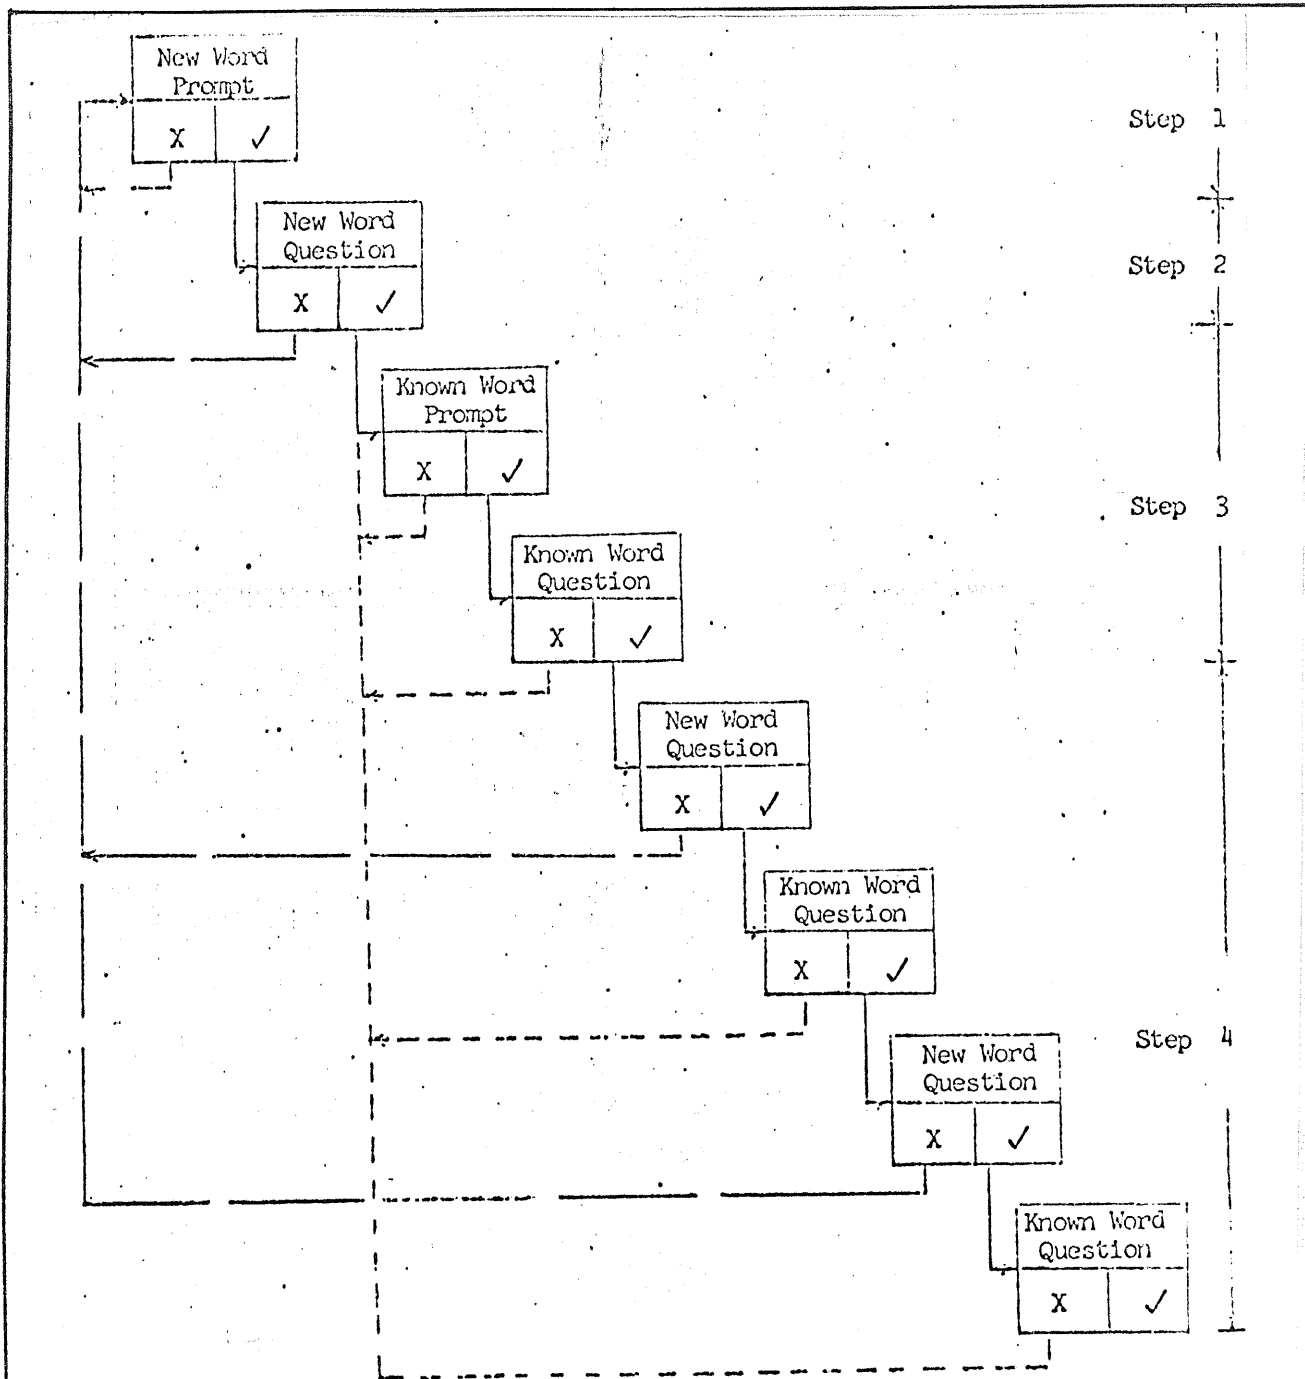 New Word
Prompt
X ✓
Step 1
New Word
Question
X ✓
Step 2
Known Word
Prompt
X ✓
Step 3
Known Word
Question
X ✓
New Word
Question
X ✓
Known Word
Question
X ✓
Step 4
New Word
Question
X ✓
Known Word
Question
X ✓